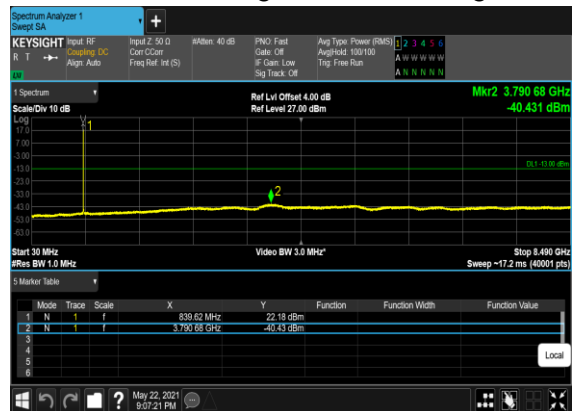 Spectrum Analyzer 1
Swept SA
+
KEYSIGHT Input: RF Input Z: 50 Ω #Atten: 40 dB PNO: Fast Avg Type: Power (RMS) 1 2 3 4 5 6
R T Coupling: DC Corr CCorr Gate: Off Avg|Hold: 100/100 A W W W W W
Align: Auto Freq Ref: Int (S) IF Gain: Low Trig: Free Run
LW Sig Track: Off A N N N N N
1 Spectrum Ref Lvl Offset 4.00 dB Mkr2 3.790 68 GHz
Scale/Div 10 dB Ref Level 27.00 dBm -40.431 dBm
Log
17.0
1
7.00
-3.00
-13.0 DL1 -13.00 dBm
-23.0
-33.0
2
-43.0
-53.0
-63.0
Start 30 MHz Video BW 3.0 MHz* Stop 8.490 GHz
#Res BW 1.0 MHz Sweep ~17.2 ms (40001 pts)
5 Marker Table
Mode Trace Scale X Y Function Function Width Function Value
1 N 1 f 839.62 MHz 22.18 dBm
2 N 1 f 3.790 68 GHz -40.43 dBm
3
4
5
6
Local
? May 22, 2021
9:07:21 PM